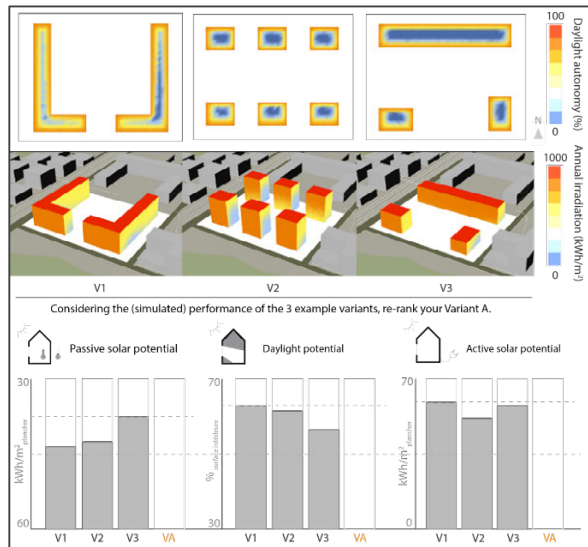 100
Daylight autonomy (%)
N
0
1000
Annual irradiation (kWh/m²)
0
V1 V2 V3
Considering the (simulated) performance of the 3 example variants, re-rank your Variant A.
Passive solar potential Daylight potential Active solar potential
30 70 70
kWh/m² plancher
% surface intérieure
kWh/m² plancher
60 30 0
V1 V2 V3 VA V1 V2 V3 VA V1 V2 V3 VA